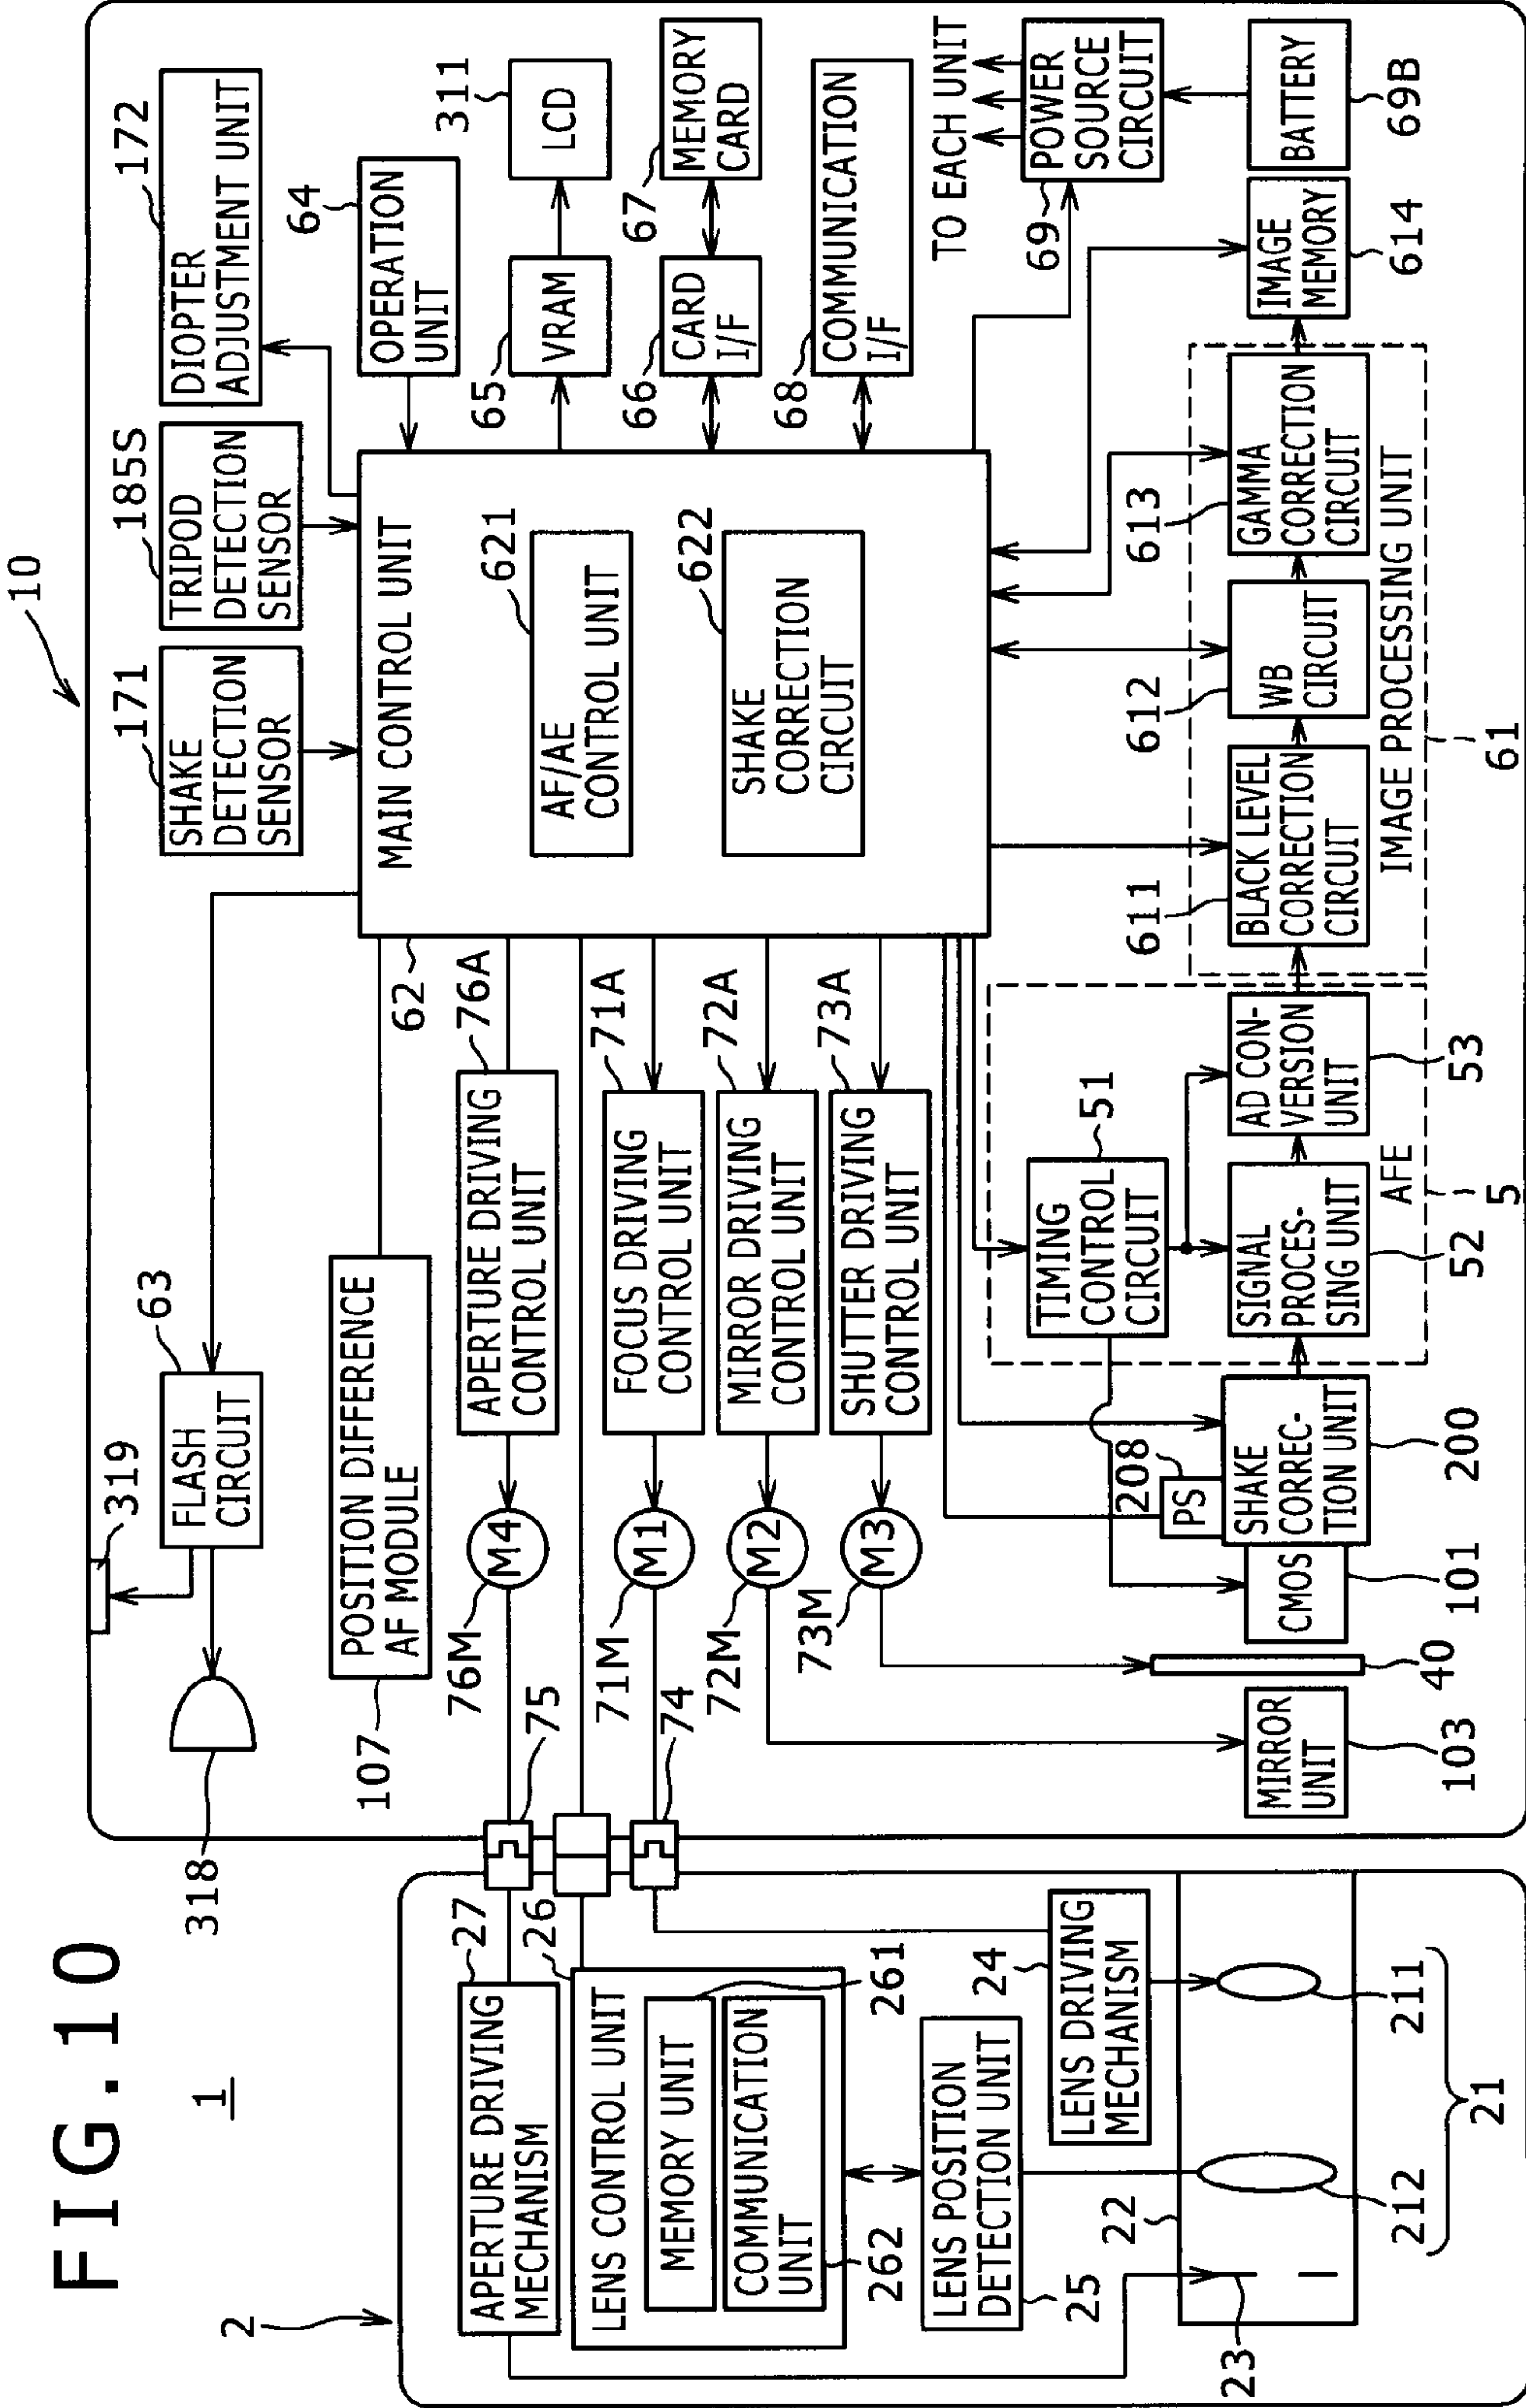 FIG.10
1
10
2
318
319
63
FLASH
CIRCUIT
171
SHAKE
DETECTION
SENSOR
185S
TRIPOD
DETECTION
SENSOR
172
DIOPTER
ADJUSTMENT UNIT
107
POSITION DIFFERENCE
AF MODULE
62
MAIN CONTROL UNIT
621
AF/AE
CONTROL UNIT
622
SHAKE
CORRECTION
CIRCUIT
64
OPERATION
UNIT
65
VRAM
311
LCD
66
CARD
I/F
67
MEMORY
CARD
68
COMMUNICATION
I/F
TO EACH UNIT
69
POWER
SOURCE
CIRCUIT
BATTERY
69B
27
APERTURE DRIVING
MECHANISM
75
76M
M4
76A
APERTURE DRIVING
CONTROL UNIT
26
LENS CONTROL UNIT
MEMORY UNIT
261
COMMUNICATION
UNIT
262
74
71M
M1
71A
FOCUS DRIVING
CONTROL UNIT
72M
M2
72A
MIRROR DRIVING
CONTROL UNIT
73M
M3
73A
SHUTTER DRIVING
CONTROL UNIT
LENS POSITION
DETECTION UNIT
25
24
LENS DRIVING
MECHANISM
22
23
212
211
21
MIRROR
UNIT
103
40
CMOS
101
208
PS
SHAKE
CORREC-
TION UNIT
200
51
TIMING
CONTROL
CIRCUIT
SIGNAL
PROCES-
SING UNIT
52
AD CON-
VERSION
UNIT
53
AFE
5
611
BLACK LEVEL
CORRECTION
CIRCUIT
612
WB
CIRCUIT
613
GAMMA
CORRECTION
CIRCUIT
IMAGE PROCESSING UNIT
61
IMAGE
MEMORY
614